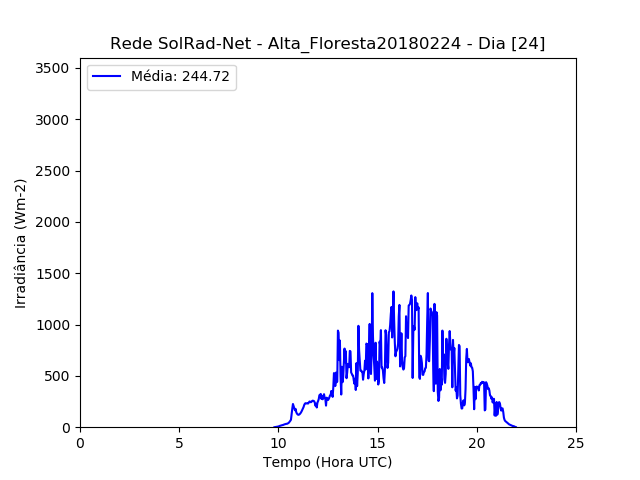 Rede SolRad-Net - Alta_Floresta20180224 - Dia [24]
Média: 244.72
3500
3000
2500
2000
1500
1000
500
0
Irradiância (Wm-2)
0 5 10 15 20 25
Tempo (Hora UTC)